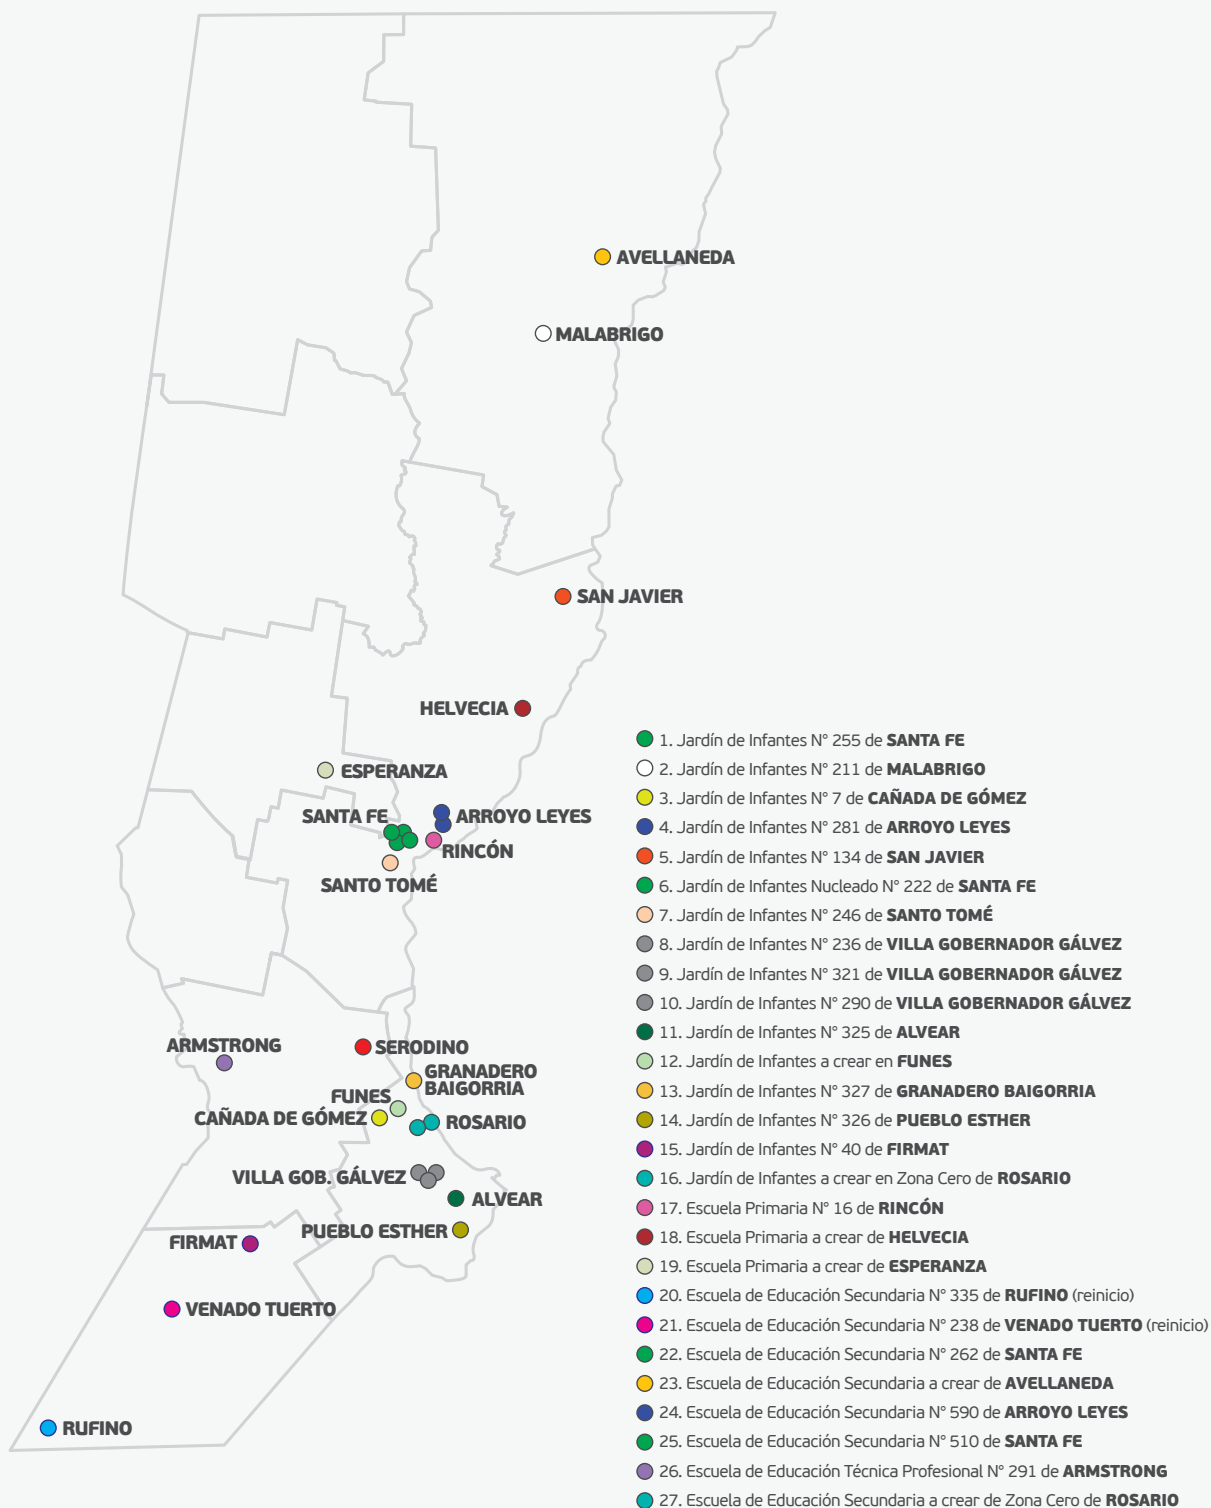 AVELLANEDA
MALABRIGO
SAN JAVIER
HELVECIA
ESPERANZA
SANTA FE
ARROYO LEYES
RINCÓN
SANTO TOMÉ
ARMSTRONG
SERODINO
GRANADERO
BAIGORRIA
FUNES
CAÑADA DE GÓMEZ
ROSARIO
VILLA GOB. GÁLVEZ
ALVEAR
PUEBLO ESTHER
FIRMAT
VENADO TUERTO
RUFINO
1. Jardín de Infantes N° 255 de SANTA FE
2. Jardín de Infantes N° 211 de MALABRIGO
3. Jardín de Infantes N° 7 de CAÑADA DE GÓMEZ
4. Jardín de Infantes N° 281 de ARROYO LEYES
5. Jardín de Infantes N° 134 de SAN JAVIER
6. Jardín de Infantes Nucleado N° 222 de SANTA FE
7. Jardín de Infantes N° 246 de SANTO TOMÉ
8. Jardín de Infantes N° 236 de VILLA GOBERNADOR GÁLVEZ
9. Jardín de Infantes N° 321 de VILLA GOBERNADOR GÁLVEZ
10. Jardín de Infantes N° 290 de VILLA GOBERNADOR GÁLVEZ
11. Jardín de Infantes N° 325 de ALVEAR
12. Jardín de Infantes a crear en FUNES
13. Jardín de Infantes N° 327 de GRANADERO BAIGORRIA
14. Jardín de Infantes N° 326 de PUEBLO ESTHER
15. Jardín de Infantes N° 40 de FIRMAT
16. Jardín de Infantes a crear en Zona Cero de ROSARIO
17. Escuela Primaria N° 16 de RINCÓN
18. Escuela Primaria a crear de HELVECIA
19. Escuela Primaria a crear de ESPERANZA
20. Escuela de Educación Secundaria N° 335 de RUFINO (reinicio)
21. Escuela de Educación Secundaria N° 238 de VENADO TUERTO (reinicio)
22. Escuela de Educación Secundaria N° 262 de SANTA FE
23. Escuela de Educación Secundaria a crear de AVELLANEDA
24. Escuela de Educación Secundaria N° 590 de ARROYO LEYES
25. Escuela de Educación Secundaria N° 510 de SANTA FE
26. Escuela de Educación Técnica Profesional N° 291 de ARMSTRONG
27. Escuela de Educación Secundaria a crear de Zona Cero de ROSARIO